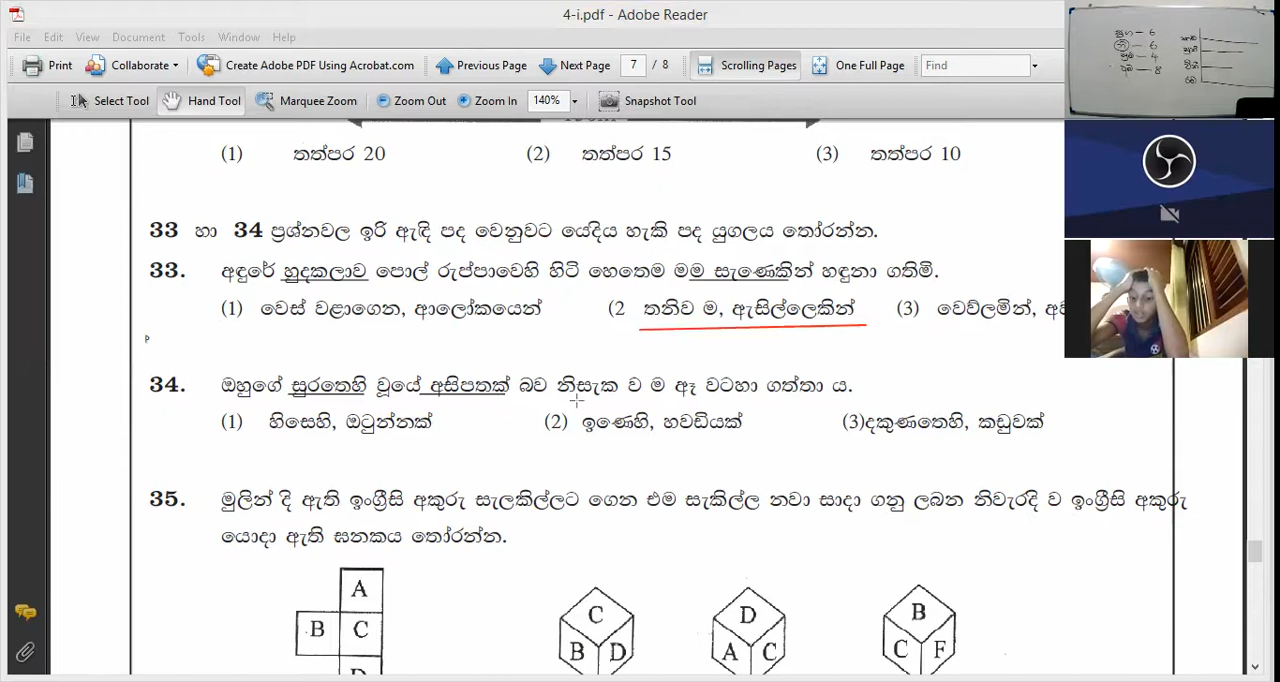 4-i.pdf - Adobe Reader
File Edit View Document Tools Window Help
Print Collaborate Create Adobe PDF Using Acrobat.com Previous Page Next Page 7 / 8 Scrolling Pages One Full Page Find
Select Tool Hand Tool Marquee Zoom Zoom Out Zoom In 140% Snapshot Tool
(1) තත්පර 20 (2) තත්පර 15 (3) තත්පර 10
33 හා 34 ප්‍රශ්නවල ඉරි ඇඳි පද වෙනුවට යෙදිය හැකි පද යුගලය තෝරන්න.
33. අඳුරේ හුදකලාව පොල් රුප්පාවෙහි හිටි හෙතෙම මම සැණෙකින් හඳුනා ගතිමි.
(1) වෙස් වළාගෙන, ආලෝකයෙන් (2 තනිව ම, ඇසිල්ලෙකින් (3) වෙව්ලමින්,
34. ඔහුගේ සුරතෙහි වූයේ අසිපතක් බව නිසැක ව ම ඈ වටහා ගත්තා ය.
(1) හිසෙහි, ඔටුන්නක් (2) ඉණෙහි, හවඩියක් (3)දකුණතෙහි, කඩුවක්
35. මුලින් දි ඇති ඉංග්‍රීසි අකුරු සැලකිල්ලට ගෙන එම සැකිල්ල නවා සාදා ගනු ලබන නිවැරදි ව ඉංග්‍රීසි අකුරු
යොදා ඇති ඝනකය තෝරන්න.
A
B C
D
C
B D
D
A C
B
C F